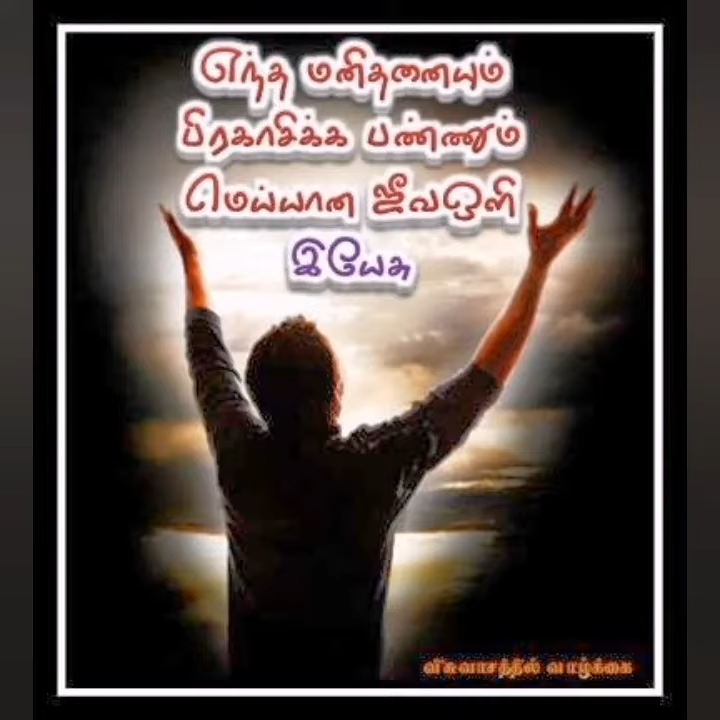 எந்த மனிதனையும்
பிரகாசிக்க பண்ணும்
மெய்யான ஜீவஒளி
இயேசு
விசுவாசத்தில் வாழ்க்கை